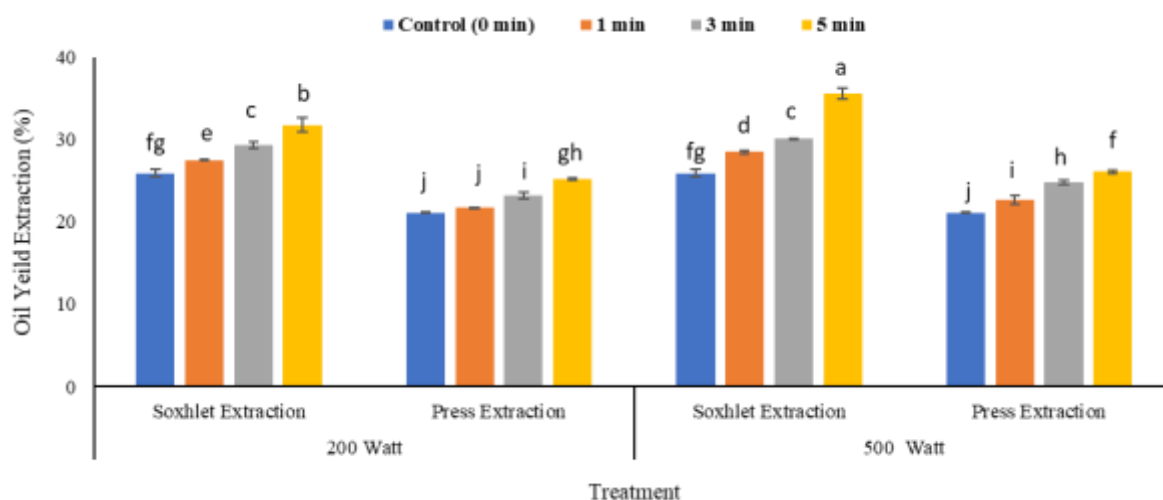 Control (0 min) 1 min 3 min 5 min
Oil Yeild Extraction (%)
40
30
20
10
0
fg e c b j j i gh fg d c a j i h f
Soxhlet Extraction Press Extraction Soxhlet Extraction Press Extraction
200 Watt 500 Watt
Treatment